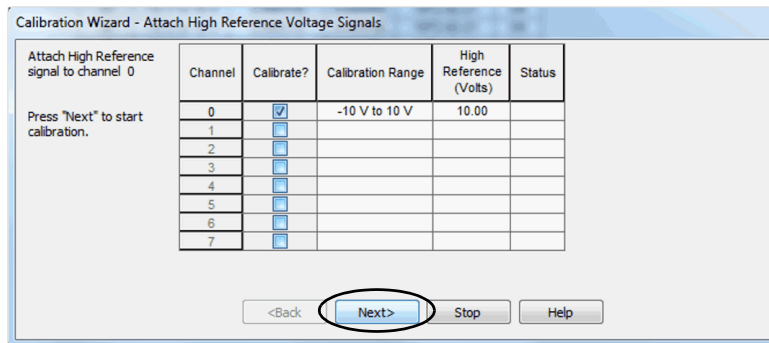 Calibration Wizard - Attach High Reference Voltage Signals
Attach High Reference
signal to channel 0
Press "Next" to start
calibration.
Channel Calibrate? Calibration Range High Reference (Volts) Status
0 -10 V to 10 V 10.00
1
2
3
4
5
6
7
<Back Next> Stop Help